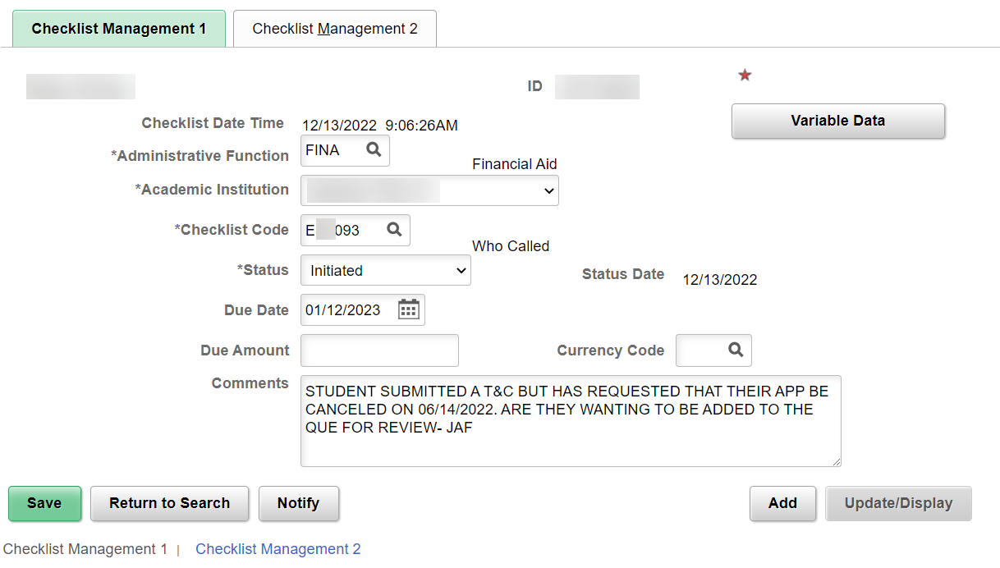 Checklist Management 1
Checklist Management 2
ID
Variable Data
Checklist Date Time 12/13/2022 9:06:26AM
*Administrative Function FINA
Financial Aid
*Academic Institution
*Checklist Code E 093
Who Called
*Status Initiated
Status Date 12/13/2022
Due Date 01/12/2023
Due Amount
Currency Code
Comments
STUDENT SUBMITTED A T&C BUT HAS REQUESTED THAT THEIR APP BE
CANCELED ON 06/14/2022. ARE THEY WANTING TO BE ADDED TO THE
QUE FOR REVIEW- JAF
Save
Return to Search
Notify
Add
Update/Display
Checklist Management 1 | Checklist Management 2